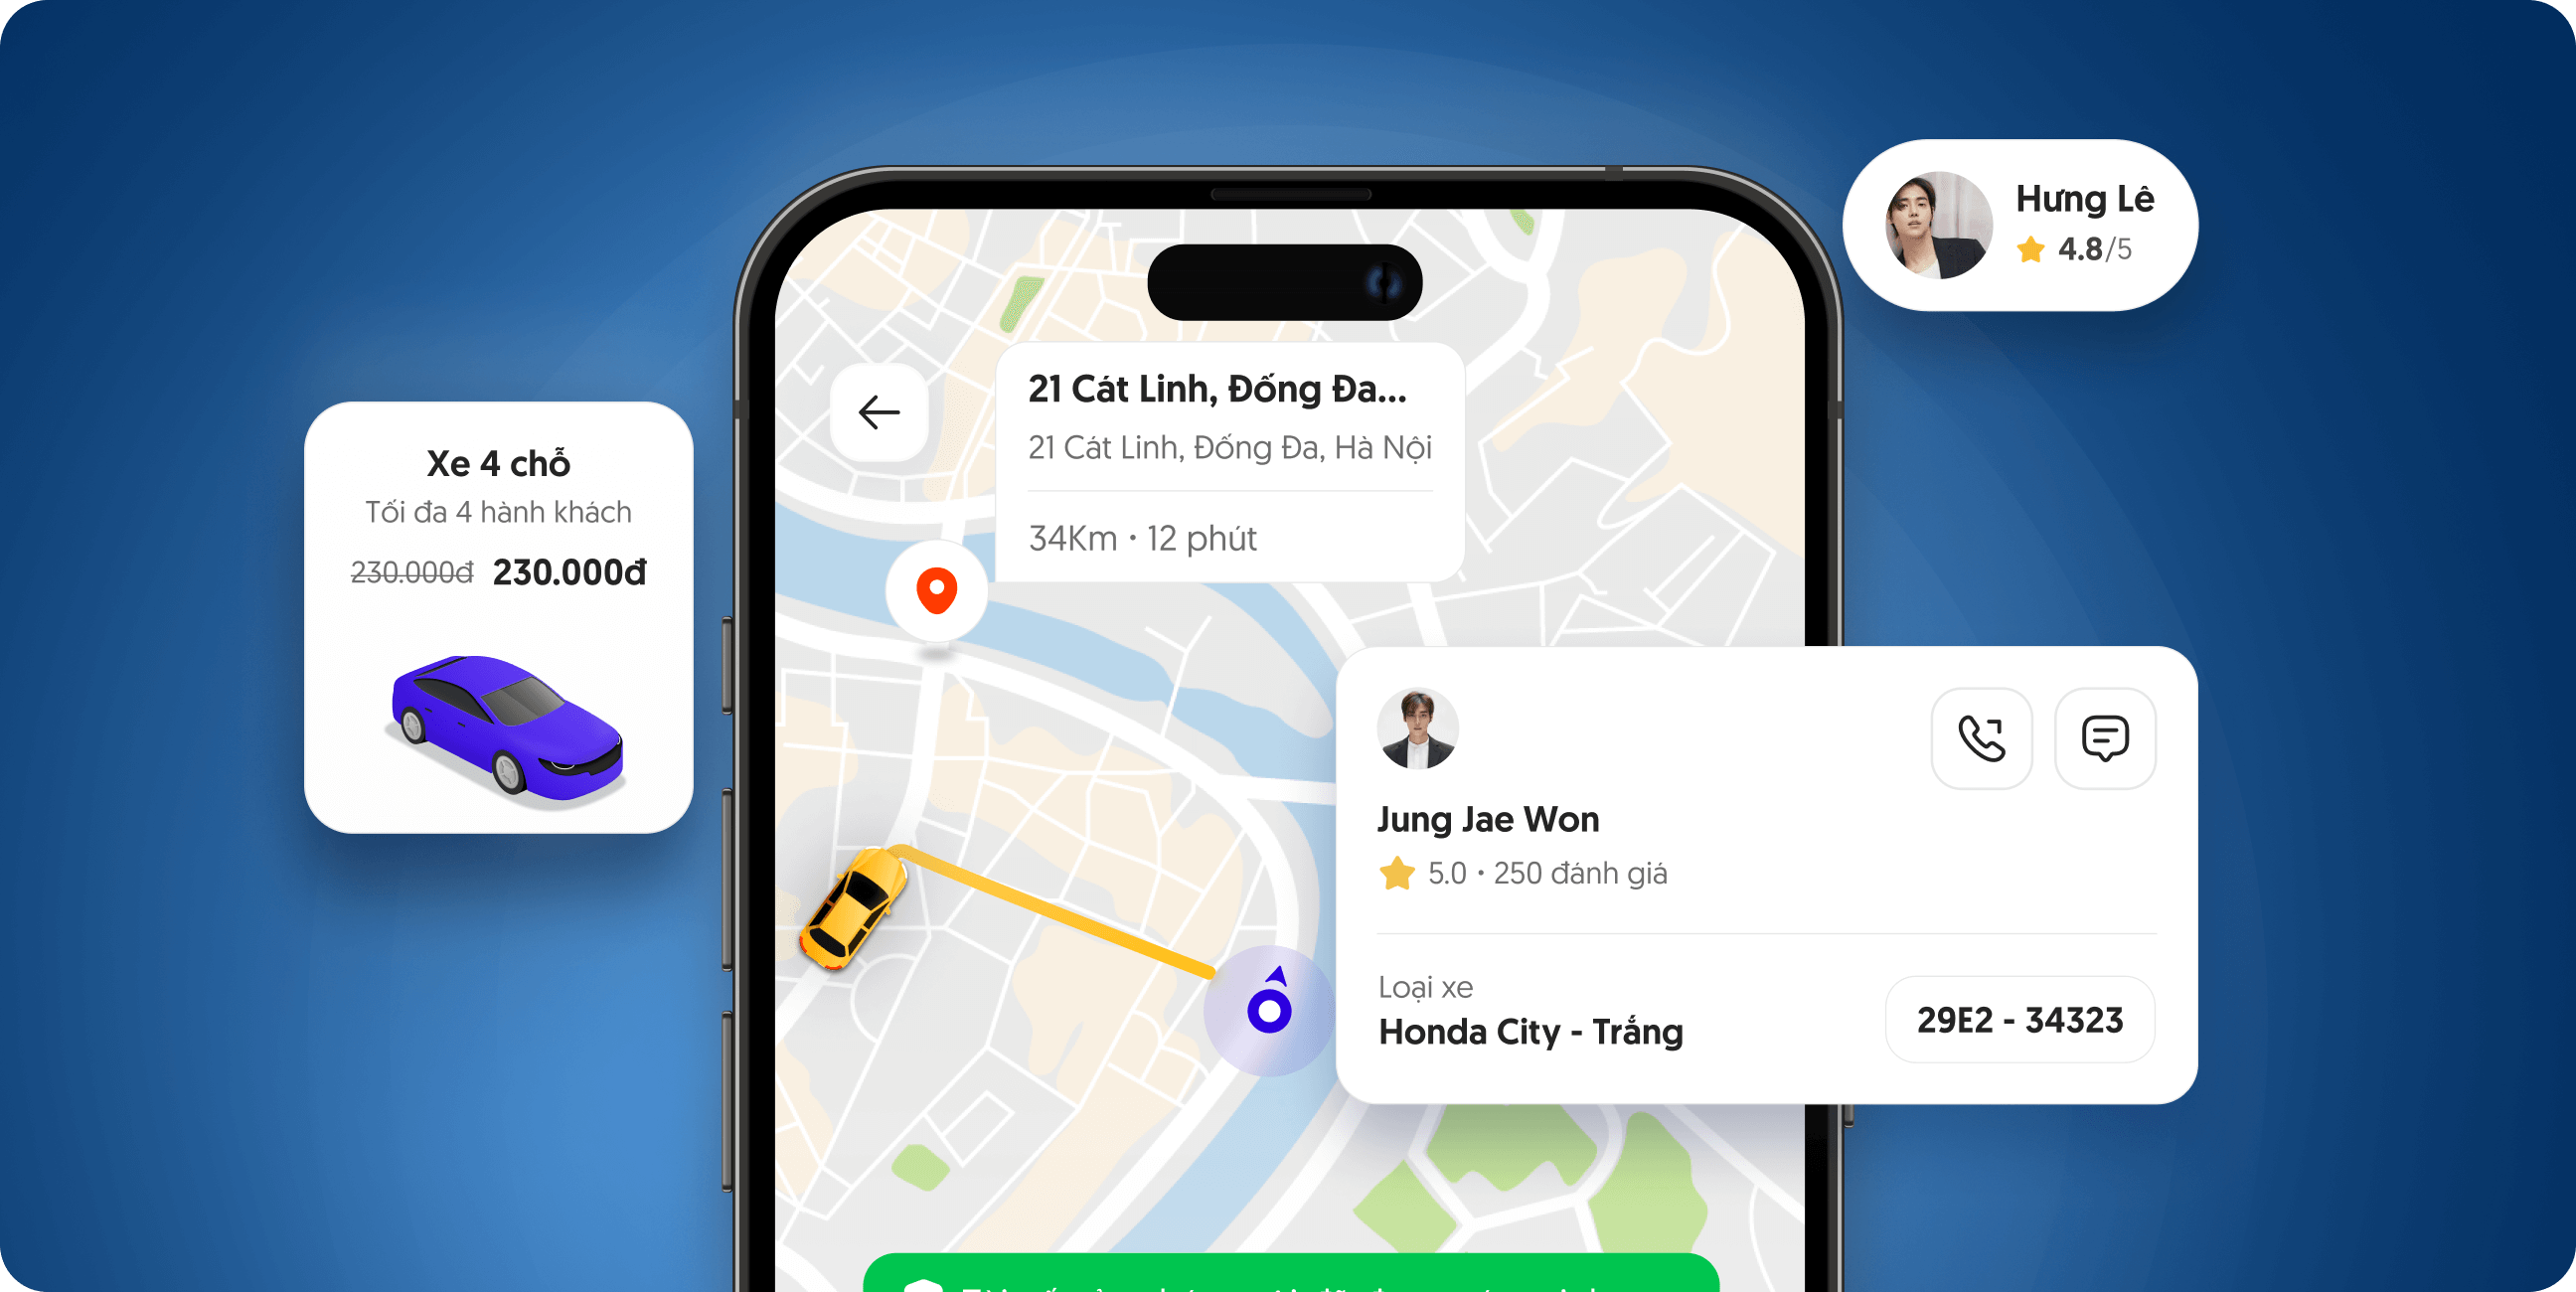 Hưng Lê
4.8/5
21 Cát Linh, Đống Đa...
21 Cát Linh, Đống Đa, Hà Nội
34Km • 12 phút
Xe 4 chỗ
Tối đa 4 hành khách
230.000đ 230.000đ
Jung Jae Won
5.0 • 250 đánh giá
Loại xe
Honda City - Trắng
29E2 - 34323